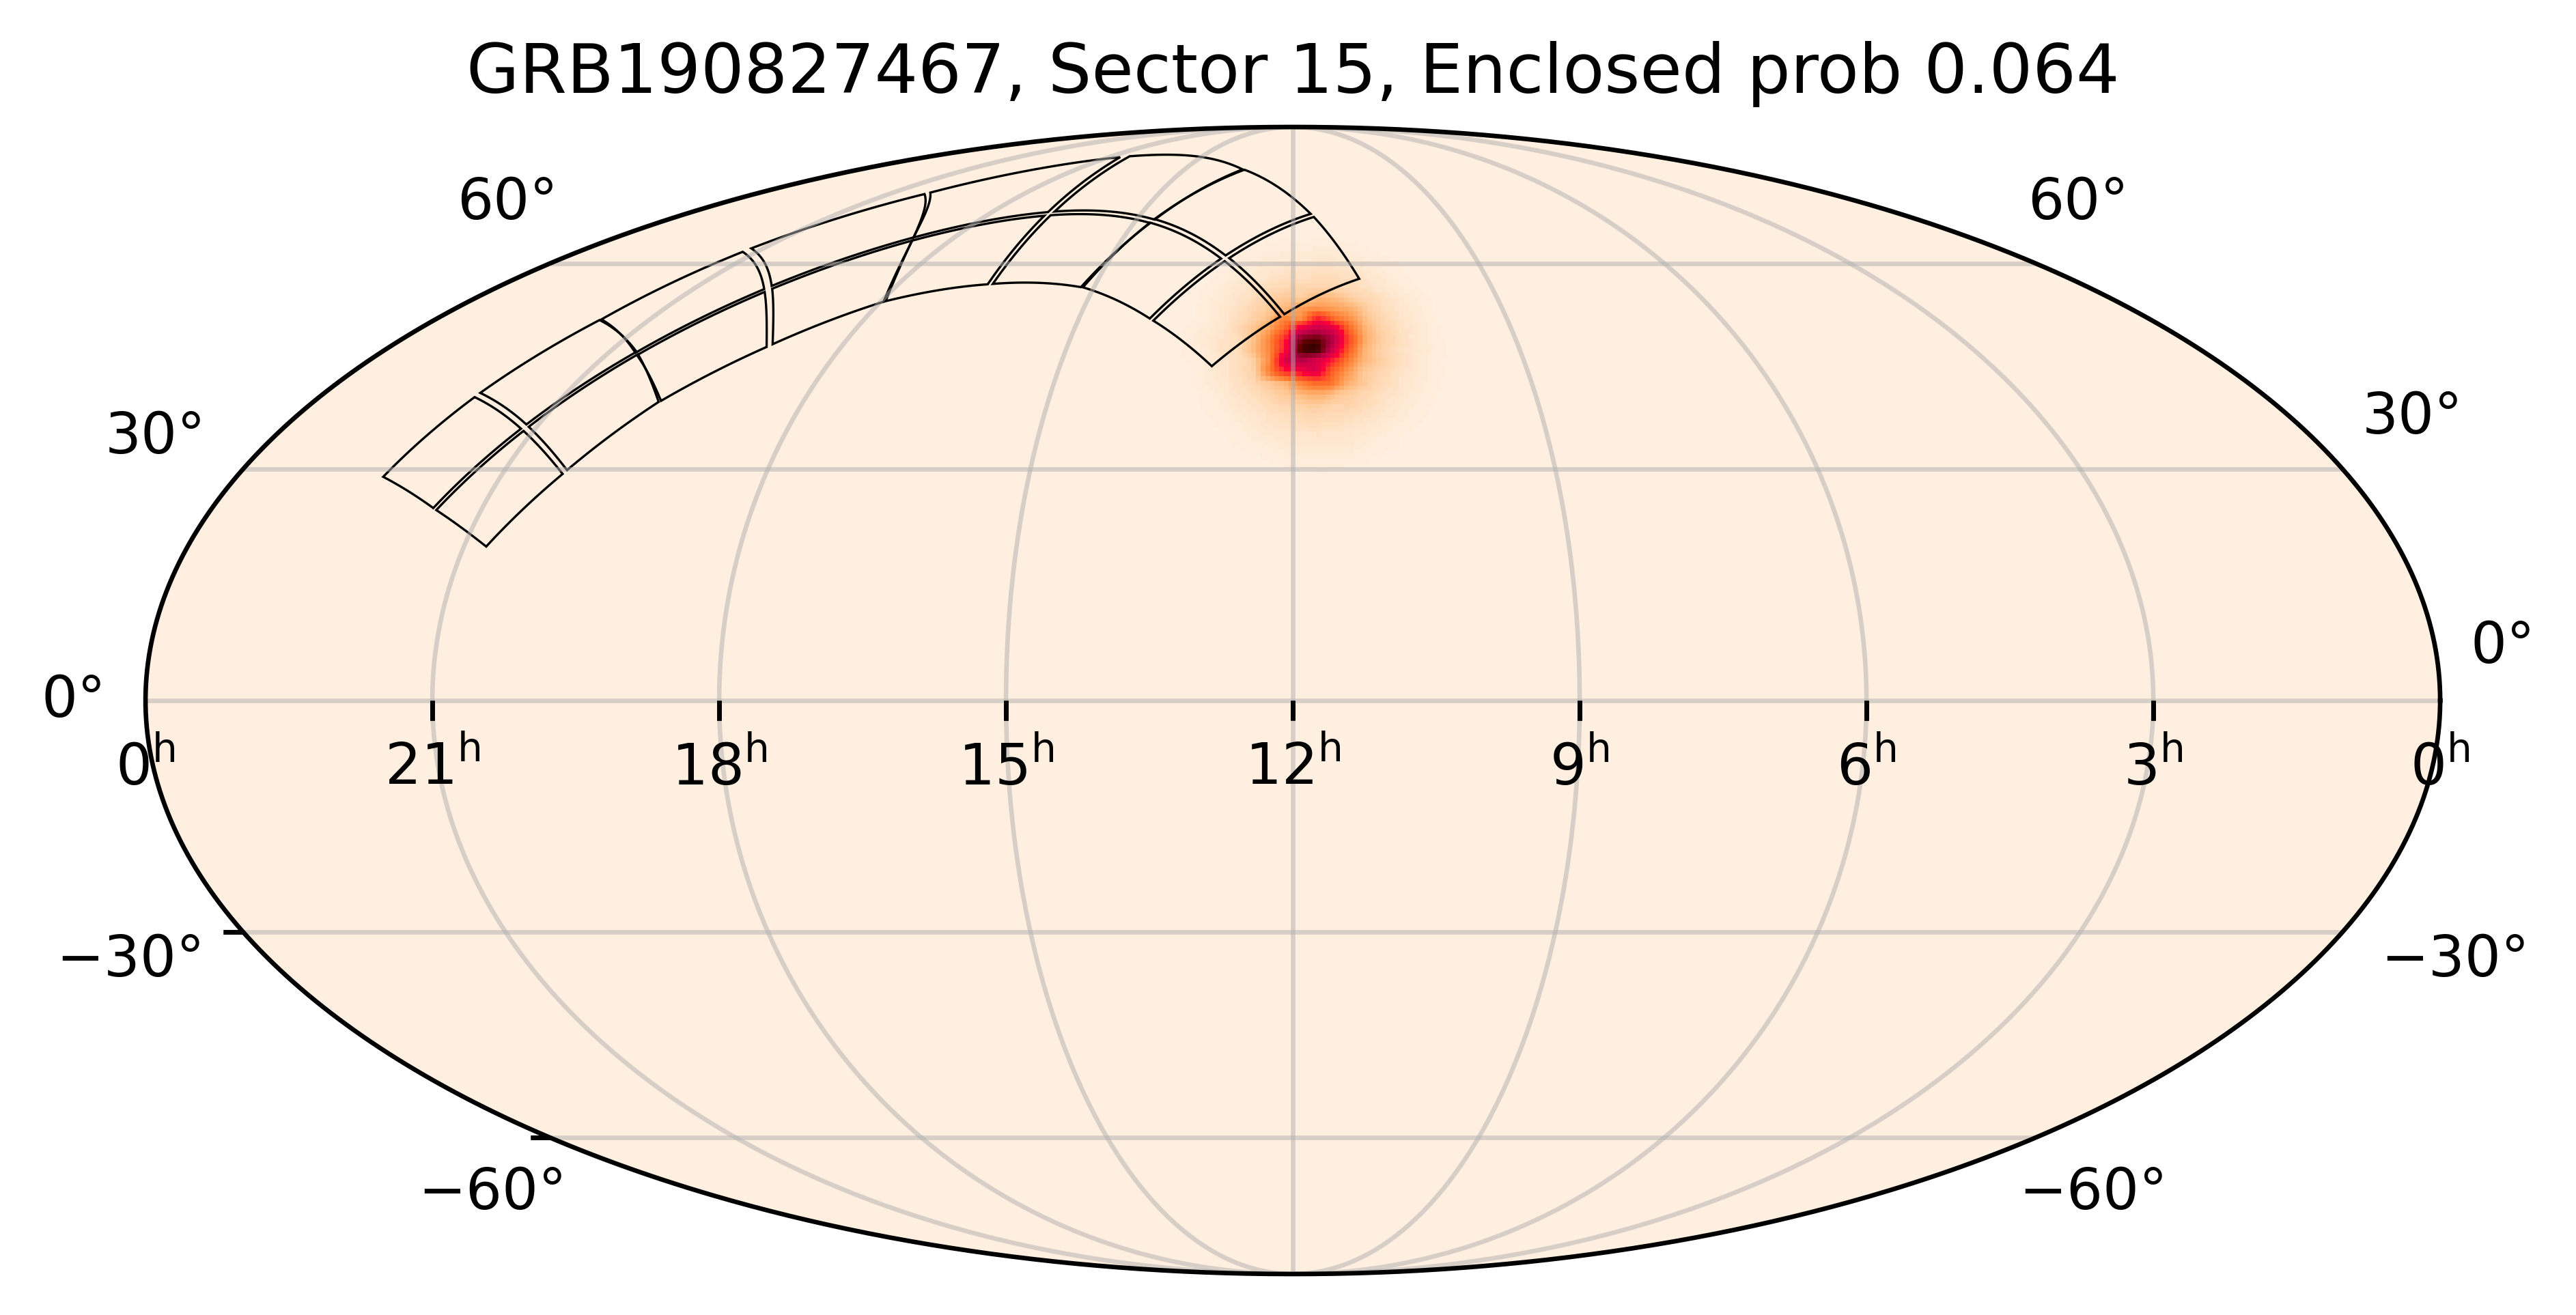 GRB190827467, Sector 15, Enclosed prob 0.064
60° 60°
30° 30°
0° 0°
0ʰ 21ʰ 18ʰ 15ʰ 12ʰ 9ʰ 6ʰ 3ʰ 0ʰ
−30° −30°
−60° −60°